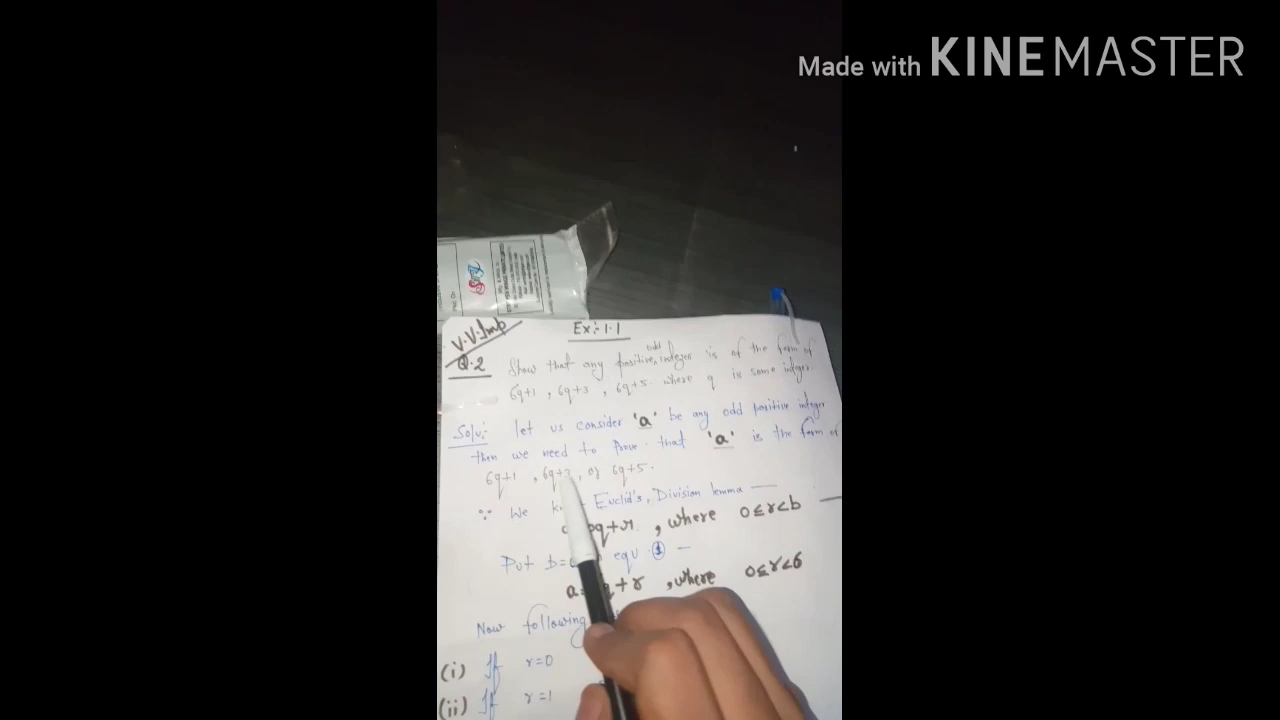 Made with KINEMASTER
V.V.Imp
Ex:-1.1
Q.2 Show that any positive odd integer is of the form of
6q+1 , 6q+3 , 6q+5. where q is some integer.
Solu:- let us consider 'a' be any odd positive integer
then we need to prove that 'a' is the form of
6q+1 , 6q+3, or 6q+5.
∵ We Euclid's Division lemma —
q+r , where 0≤r<b —
Put b= equ ① —
a= + r , where 0≤r<6
Now following
(i) If r=0
(ii) If r=1